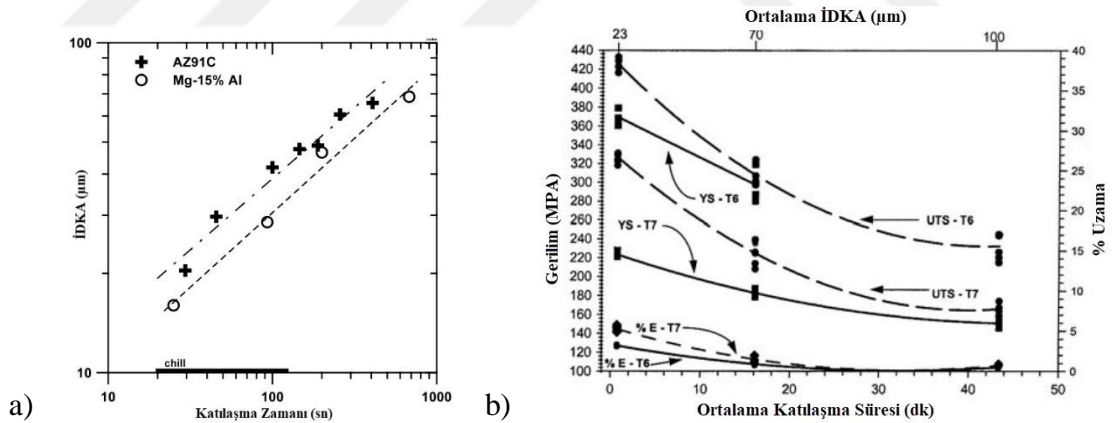 100
AZ91C
Mg-15% Al
İDKA (µm)
10
chill
10
100
1000
Katılaşma Zamanı (sn)
a)
Ortalama İDKA (µm)
23
70
100
440
420
400
380
360
340
320
300
280
260
240
220
200
180
160
140
120
100
Gerilim (MPA)
40
35
30
25
20
15
10
5
0
% Uzama
YS - T6
YS - T7
UTS - T6
UTS - T7
% E - T7
% E - T6
0
10
20
30
40
50
Ortalama Katılaşma Süresi (dk)
b)